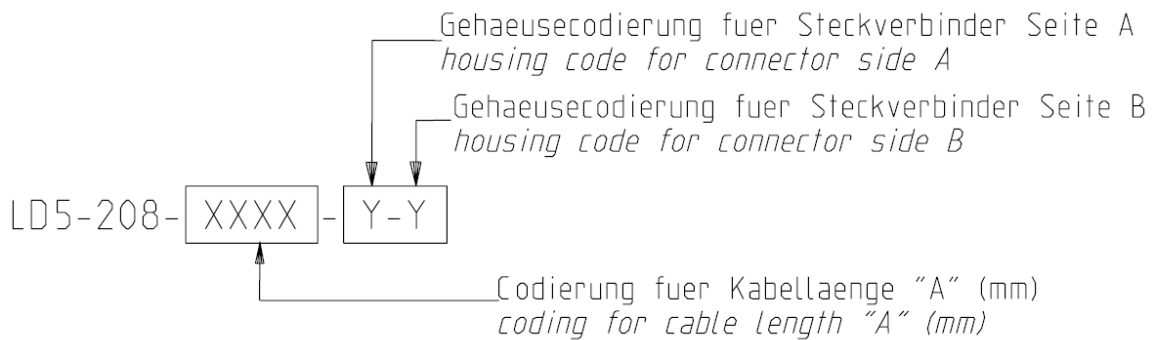 Gehaeusecodierung fuer Steckverbinder Seite A
housing code for connector side A
Gehaeusecodierung fuer Steckverbinder Seite B
housing code for connector side B
LD5-208-XXXX-Y-Y
Codierung fuer Kabellaenge "A" (mm)
coding for cable length "A" (mm)